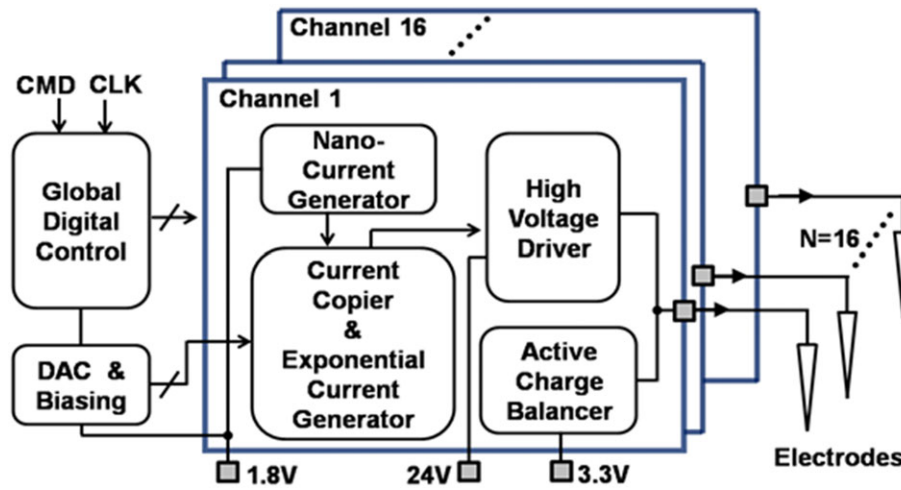 Channel 16
CMD CLK
Channel 1
Nano-
Current
Generator
Global
Digital
Control
High
Voltage
Driver
N=16
Current
Copier
&
Exponential
Current
Generator
DAC &
Biasing
Active
Charge
Balancer
Electrodes
1.8V
24V
3.3V